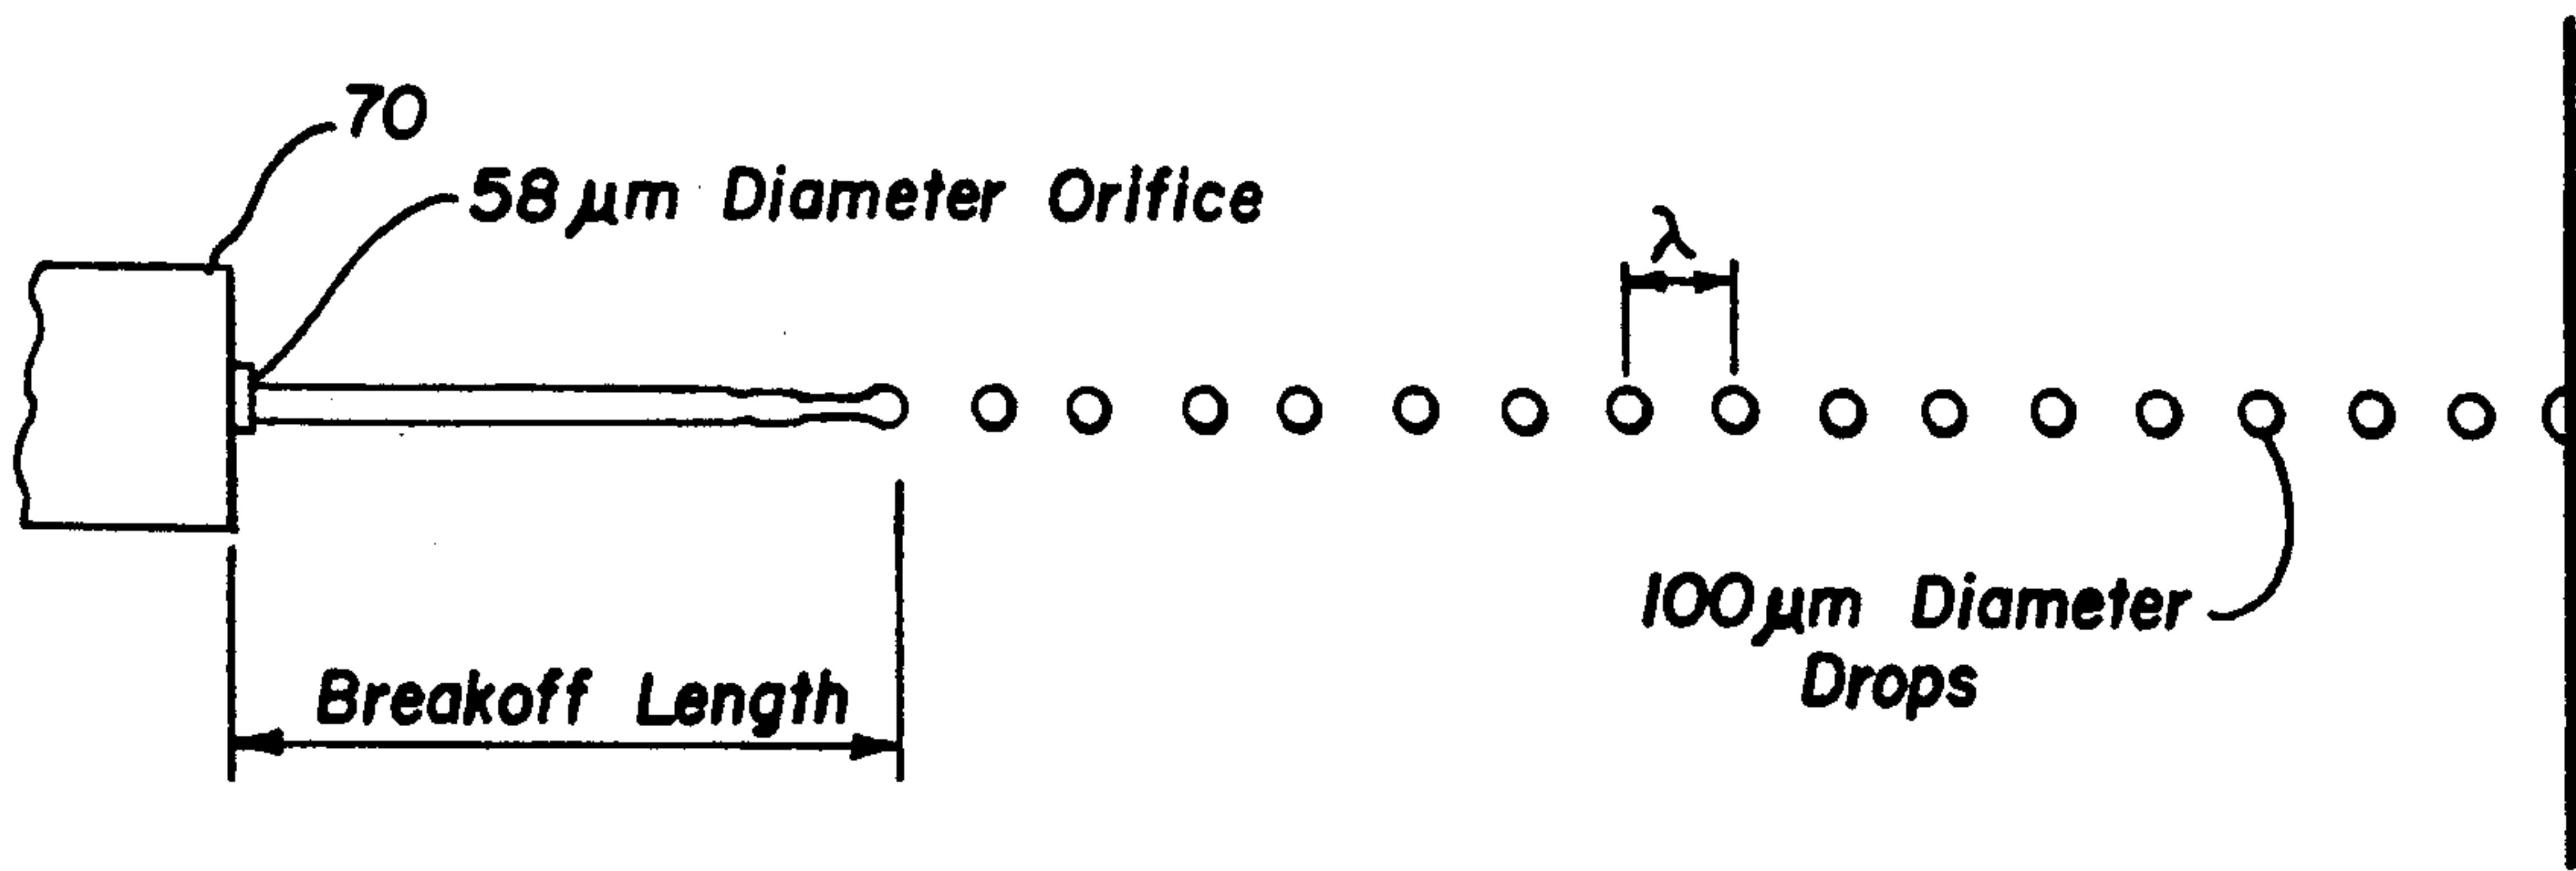 70
58 μm Diameter Orifice
λ
100 μm Diameter
Drops
Breakoff Length